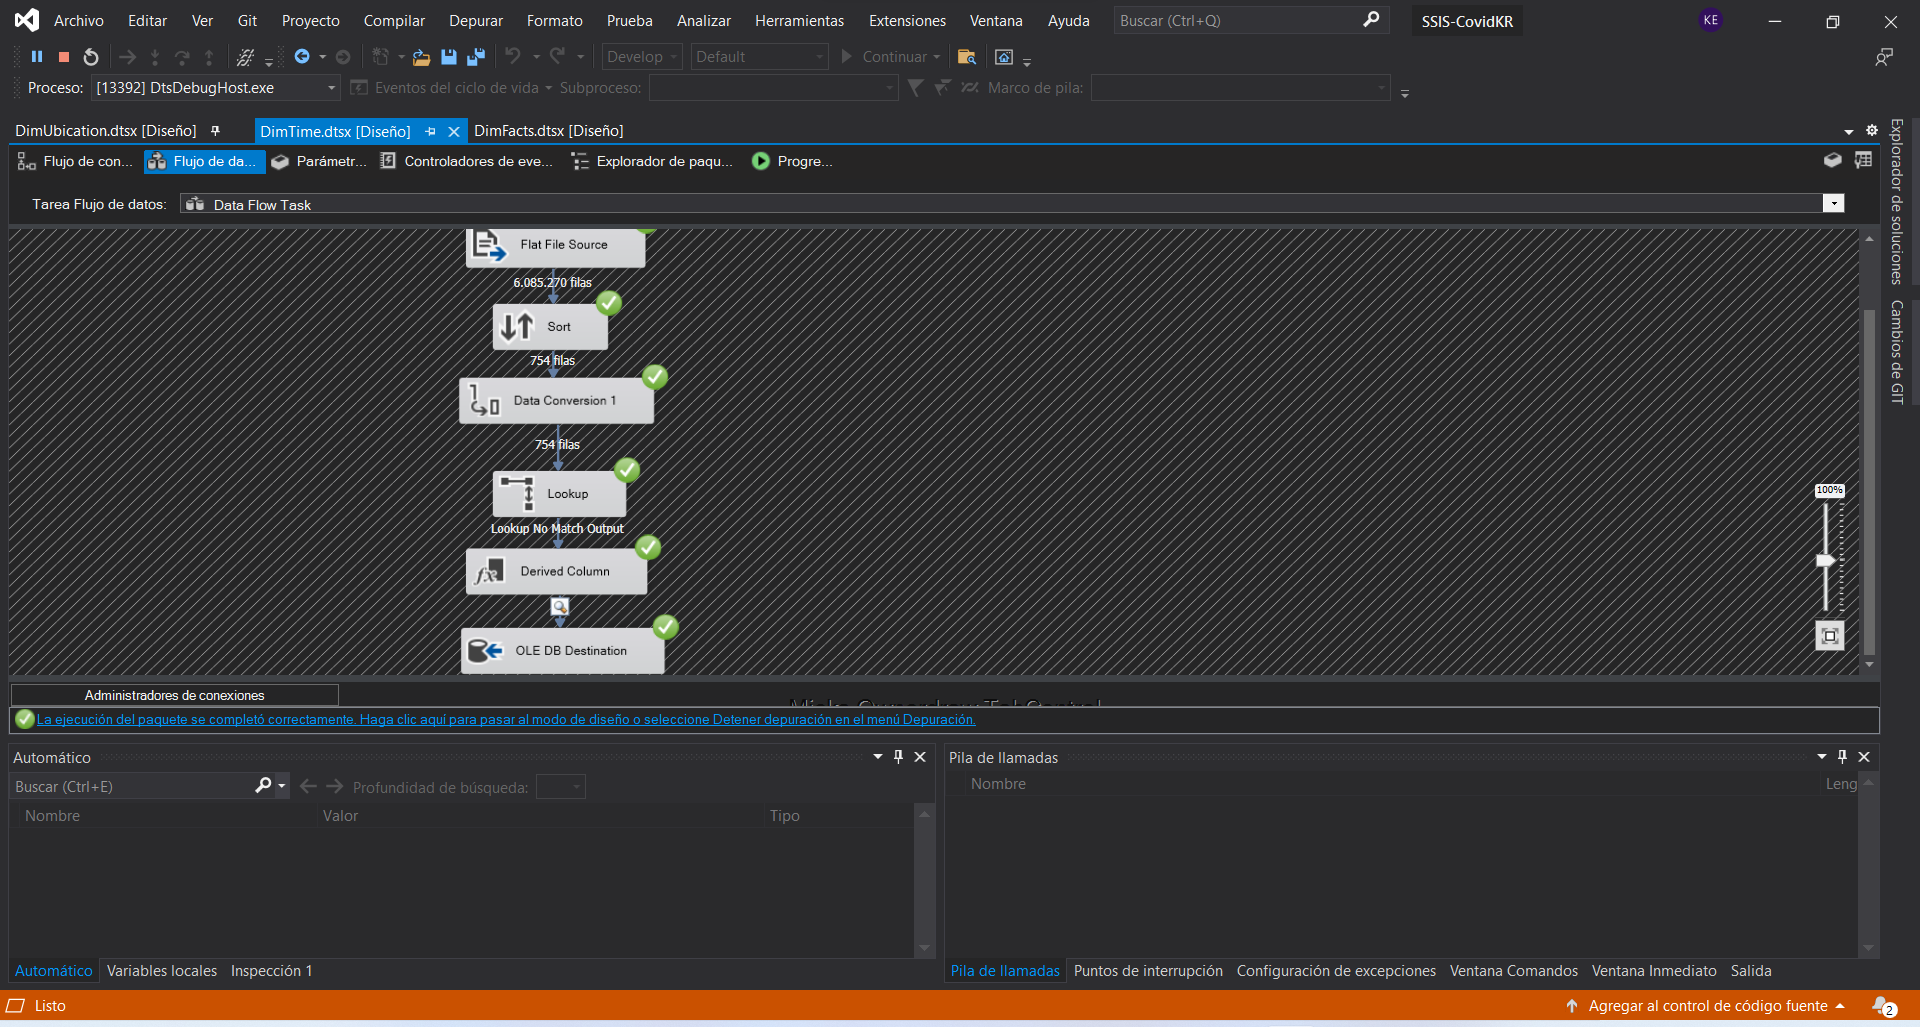 Archivo Editar Ver Git Proyecto Compilar Depurar Formato Prueba Analizar Herramientas Extensiones Ventana Ayuda Buscar (Ctrl+Q) SSIS-CovidKR KE
Develop Default Continuar
Proceso: [13392] DtsDebugHost.exe Eventos del ciclo de vida Subproceso: Marco de pila:
DimUbication.dtsx [Diseño] DimTime.dtsx [Diseño] DimFacts.dtsx [Diseño]
Flujo de con... Flujo de da... Parámetr... Controladores de eve... Explorador de paqu... Progre...
Tarea Flujo de datos: Data Flow Task
Flat File Source
6.085.270 filas
Sort
754 filas
Data Conversion 1
754 filas
Lookup
Lookup No Match Output
Derived Column
OLE DB Destination
100%
Explorador de soluciones
Cambios de GIT
Administradores de conexiones
La ejecución del paquete se completó correctamente. Haga clic aquí para pasar al modo de diseño o seleccione Detener depuración en el menú Depuración.
Automático
Buscar (Ctrl+E) Profundidad de búsqueda:
Nombre Valor Tipo
Automático Variables locales Inspección 1
Pila de llamadas
Nombre Leng
Pila de llamadas Puntos de interrupción Configuración de excepciones Ventana Comandos Ventana Inmediato Salida
Listo Agregar al control de código fuente 2